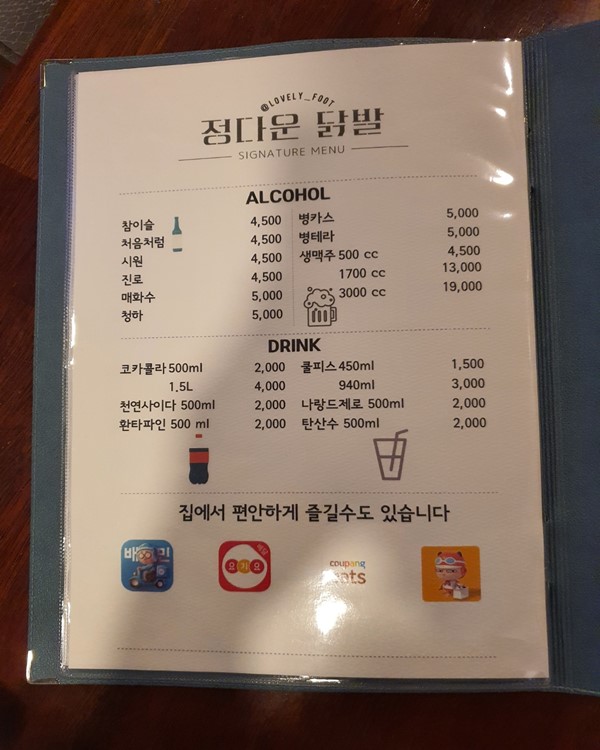 @LOVELY_FOOT
정다운 닭발
SIGNATURE MENU
ALCOHOL
참이슬 4,500
처음처럼 4,500
시원 4,500
진로 4,500
매화수 5,000
청하 5,000
병카스 5,000
병테라 5,000
생맥주 500 cc 4,500
1700 cc 13,000
3000 cc 19,000
DRINK
코카콜라 500ml 2,000
1.5L 4,000
천연사이다 500ml 2,000
환타파인 500 ml 2,000
쿨피스 450ml 1,500
940ml 3,000
나랑드제로 500ml 2,000
탄산수 500ml 2,000
집에서 편안하게 즐길수도 있습니다
요기요
coupang
eats